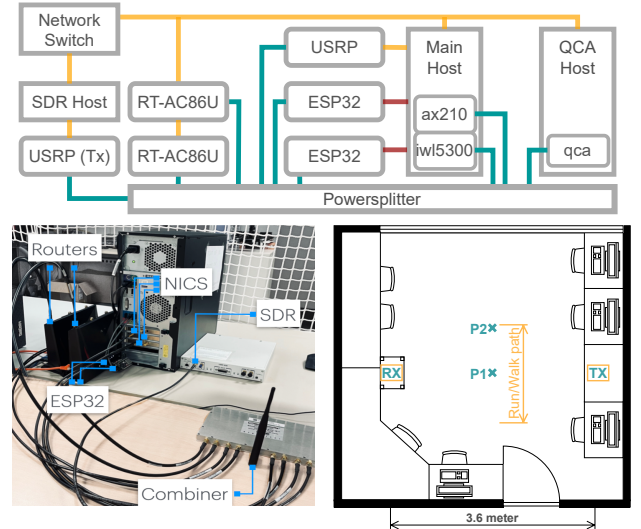 Network
Switch
USRP
Main
Host
QCA
Host
SDR Host
RT-AC86U
ESP32
ax210
USRP (Tx)
RT-AC86U
ESP32
iwl5300
qca
Powersplitter
Routers
NICS
SDR
ESP32
Combiner
P2
RX
P1
TX
Run/Walk path
3.6 meter